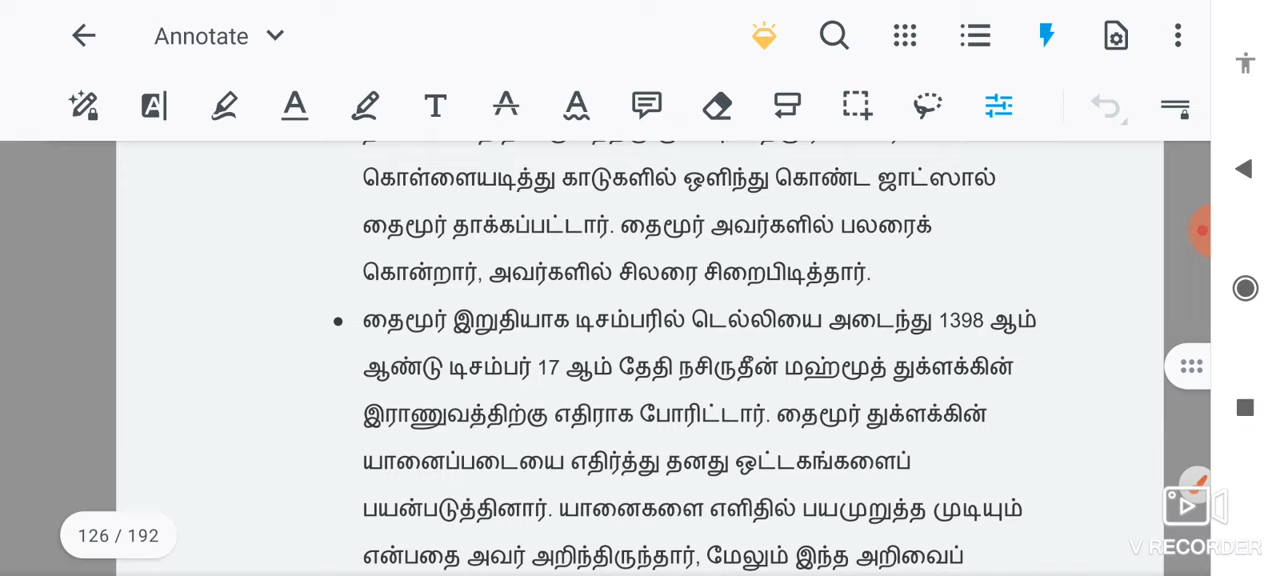 Annotate
கொள்ளையடித்து காடுகளில் ஒளிந்து கொண்ட ஜாட்ஸால்
தைமூர் தாக்கப்பட்டார். தைமூர் அவர்களில் பலரைக்
கொன்றார், அவர்களில் சிலரை சிறைபிடித்தார்.
• தைமூர் இறுதியாக டிசம்பரில் டெல்லியை அடைந்து 1398 ஆம்
ஆண்டு டிசம்பர் 17 ஆம் தேதி நசிருதீன் மஹ்மூத் துக்ளக்கின்
இராணுவத்திற்கு எதிராக போரிட்டார். தைமூர் துக்ளக்கின்
யானைப்படையை எதிர்த்து தனது ஒட்டகங்களைப்
பயன்படுத்தினார். யானைகளை எளிதில் பயமுறுத்த முடியும்
என்பதை அவர் அறிந்திருந்தார், மேலும் இந்த அறிவைப்
126 / 192
V RECORDER